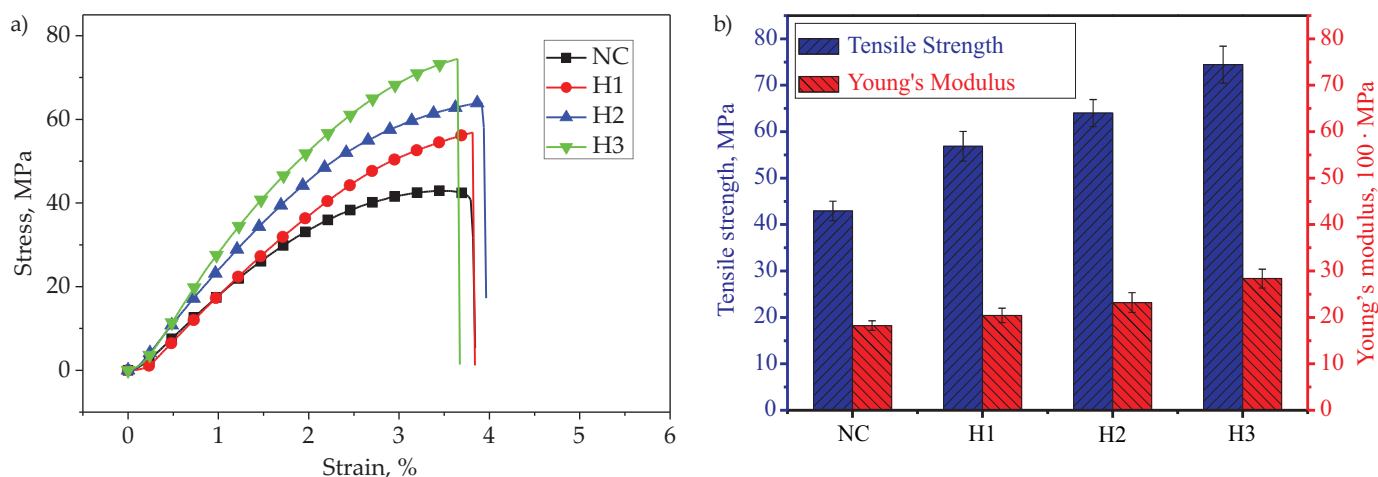 a)
80
60
40
20
0
Stress, MPa
NC
H1
H2
H3
0 1 2 3 4 5 6
Strain, %
b)
80
70
60
50
40
30
20
10
0
Tensile strength, MPa
Tensile Strength
Young's Modulus
NC H1 H2 H3
80
70
60
50
40
30
20
10
0
Young's modulus, 100 · MPa